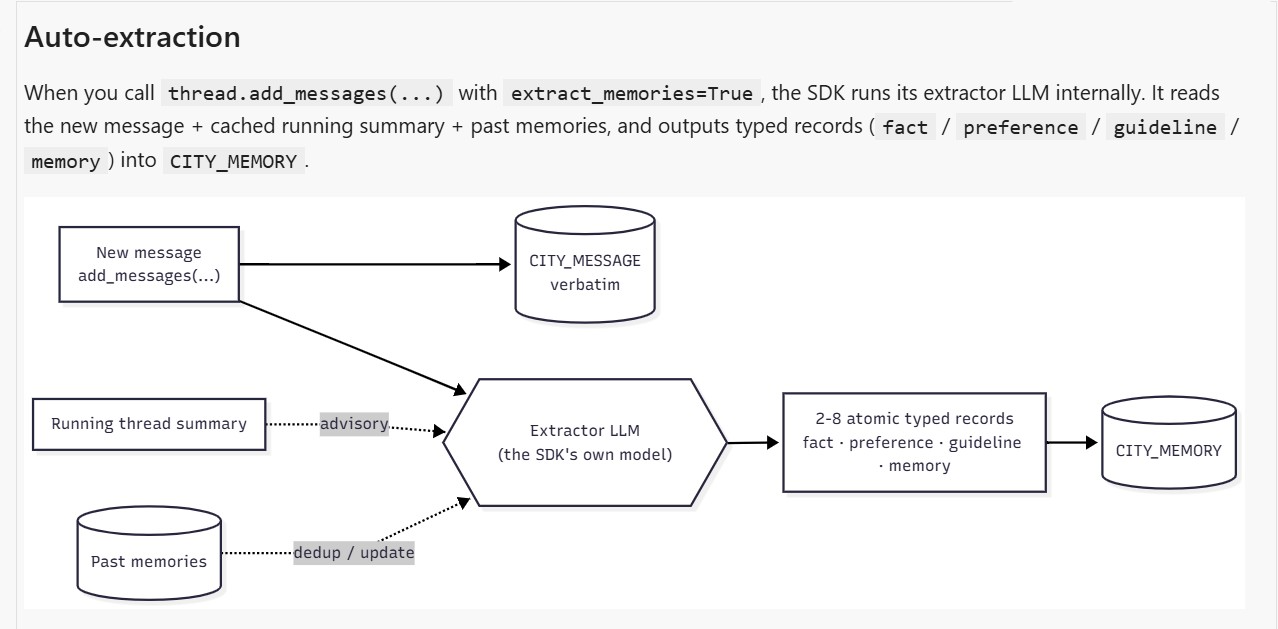 Auto-extraction
When you call thread.add_messages(...) with extract_memories=True , the SDK runs its extractor LLM internally. It reads
the new message + cached running summary + past memories, and outputs typed records ( fact / preference / guideline /
memory ) into CITY_MEMORY .
New message
add_messages(...)
CITY_MESSAGE
verbatim
Running thread summary
advisory
Extractor LLM
(the SDK's own model)
2-8 atomic typed records
fact · preference · guideline
· memory
CITY_MEMORY
Past memories
dedup / update